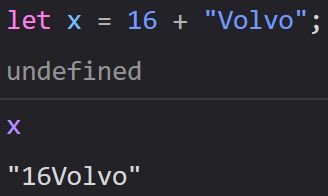 let x = 16 + "Volvo";
undefined
x
"16Volvo"